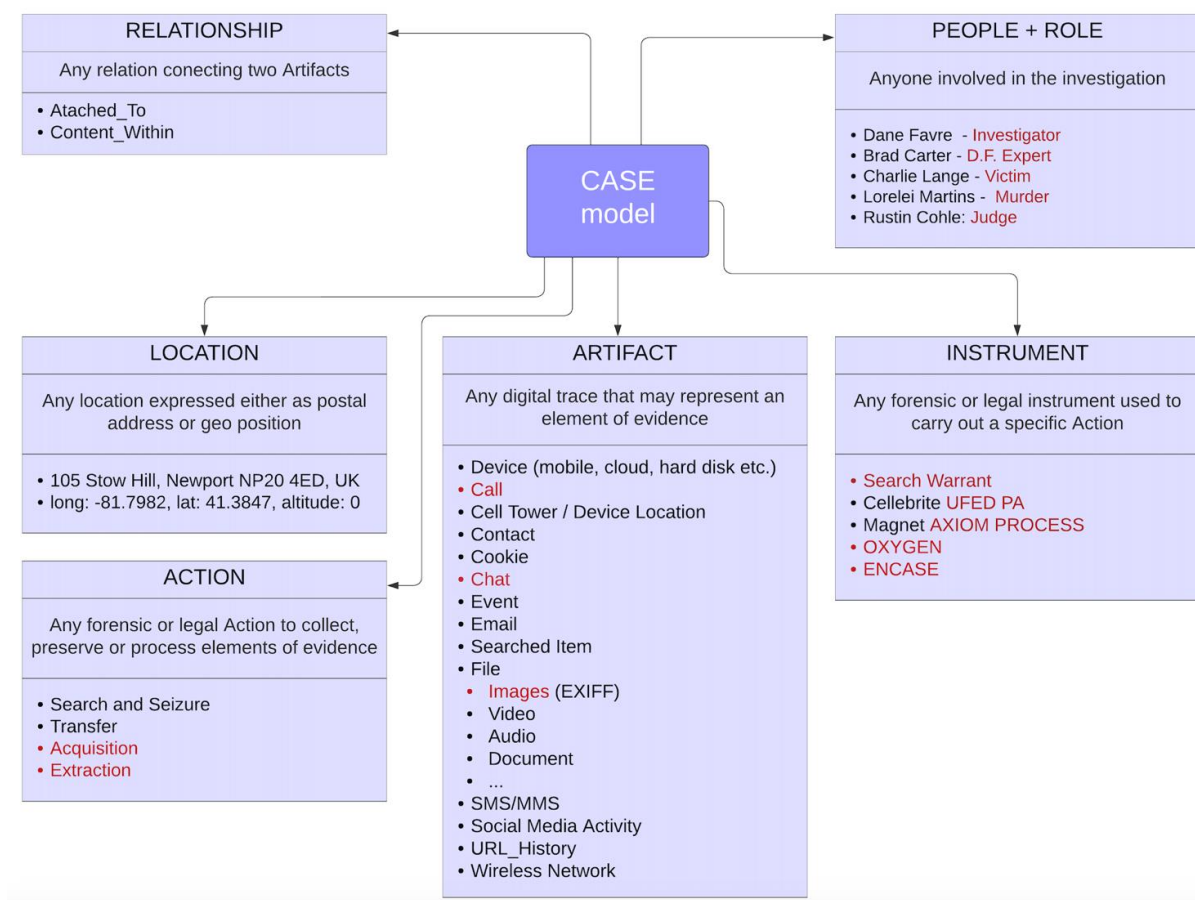 RELATIONSHIP
Any relation conecting two Artifacts
• Atached_To
• Content_Within
PEOPLE + ROLE
Anyone involved in the investigation
• Dane Favre - Investigator
• Brad Carter - D.F. Expert
• Charlie Lange - Victim
• Lorelei Martins - Murder
• Rustin Cohle: Judge
CASE
model
LOCATION
Any location expressed either as postal
address or geo position
• 105 Stow Hill, Newport NP20 4ED, UK
• long: -81.7982, lat: 41.3847, altitude: 0
ACTION
Any forensic or legal Action to collect,
preserve or process elements of evidence
• Search and Seizure
• Transfer
• Acquisition
• Extraction
ARTIFACT
Any digital trace that may represent an
element of evidence
• Device (mobile, cloud, hard disk etc.)
• Call
• Cell Tower / Device Location
• Contact
• Cookie
• Chat
• Event
• Email
• Searched Item
• File
• Images (EXIFF)
• Video
• Audio
• Document
• ...
• SMS/MMS
• Social Media Activity
• URL_History
• Wireless Network
INSTRUMENT
Any forensic or legal instrument used to
carry out a specific Action
• Search Warrant
• Cellebrite UFED PA
• Magnet AXIOM PROCESS
• OXYGEN
• ENCASE